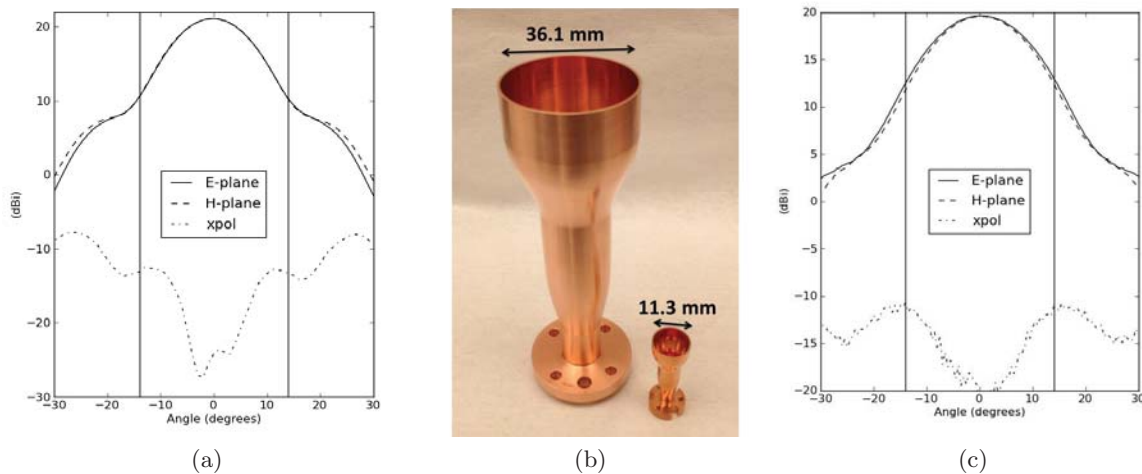 20
10
0
−10
−20
−30
(dBi)
E-plane
H-plane
xpol
−30 −20 −10 0 10 20 30
Angle (degrees)
(a)
36.1 mm
11.3 mm
(b)
20
15
10
5
0
−5
−10
−15
−20
(dBi)
E-plane
H-plane
xpol
−30 −20 −10 0 10 20 30
Angle (degrees)
(c)